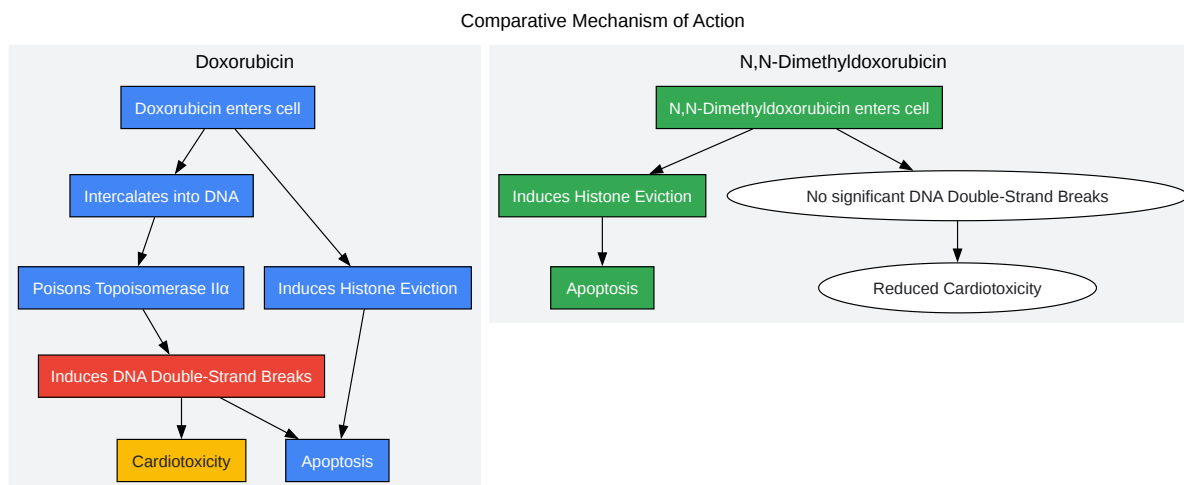 Comparative Mechanism of Action
Doxorubicin
Doxorubicin enters cell
Intercalates into DNA
Poisons Topoisomerase IIα
Induces Histone Eviction
Induces DNA Double-Strand Breaks
Cardiotoxicity
Apoptosis
N,N-Dimethyldoxorubicin
N,N-Dimethyldoxorubicin enters cell
Induces Histone Eviction
No significant DNA Double-Strand Breaks
Apoptosis
Reduced Cardiotoxicity